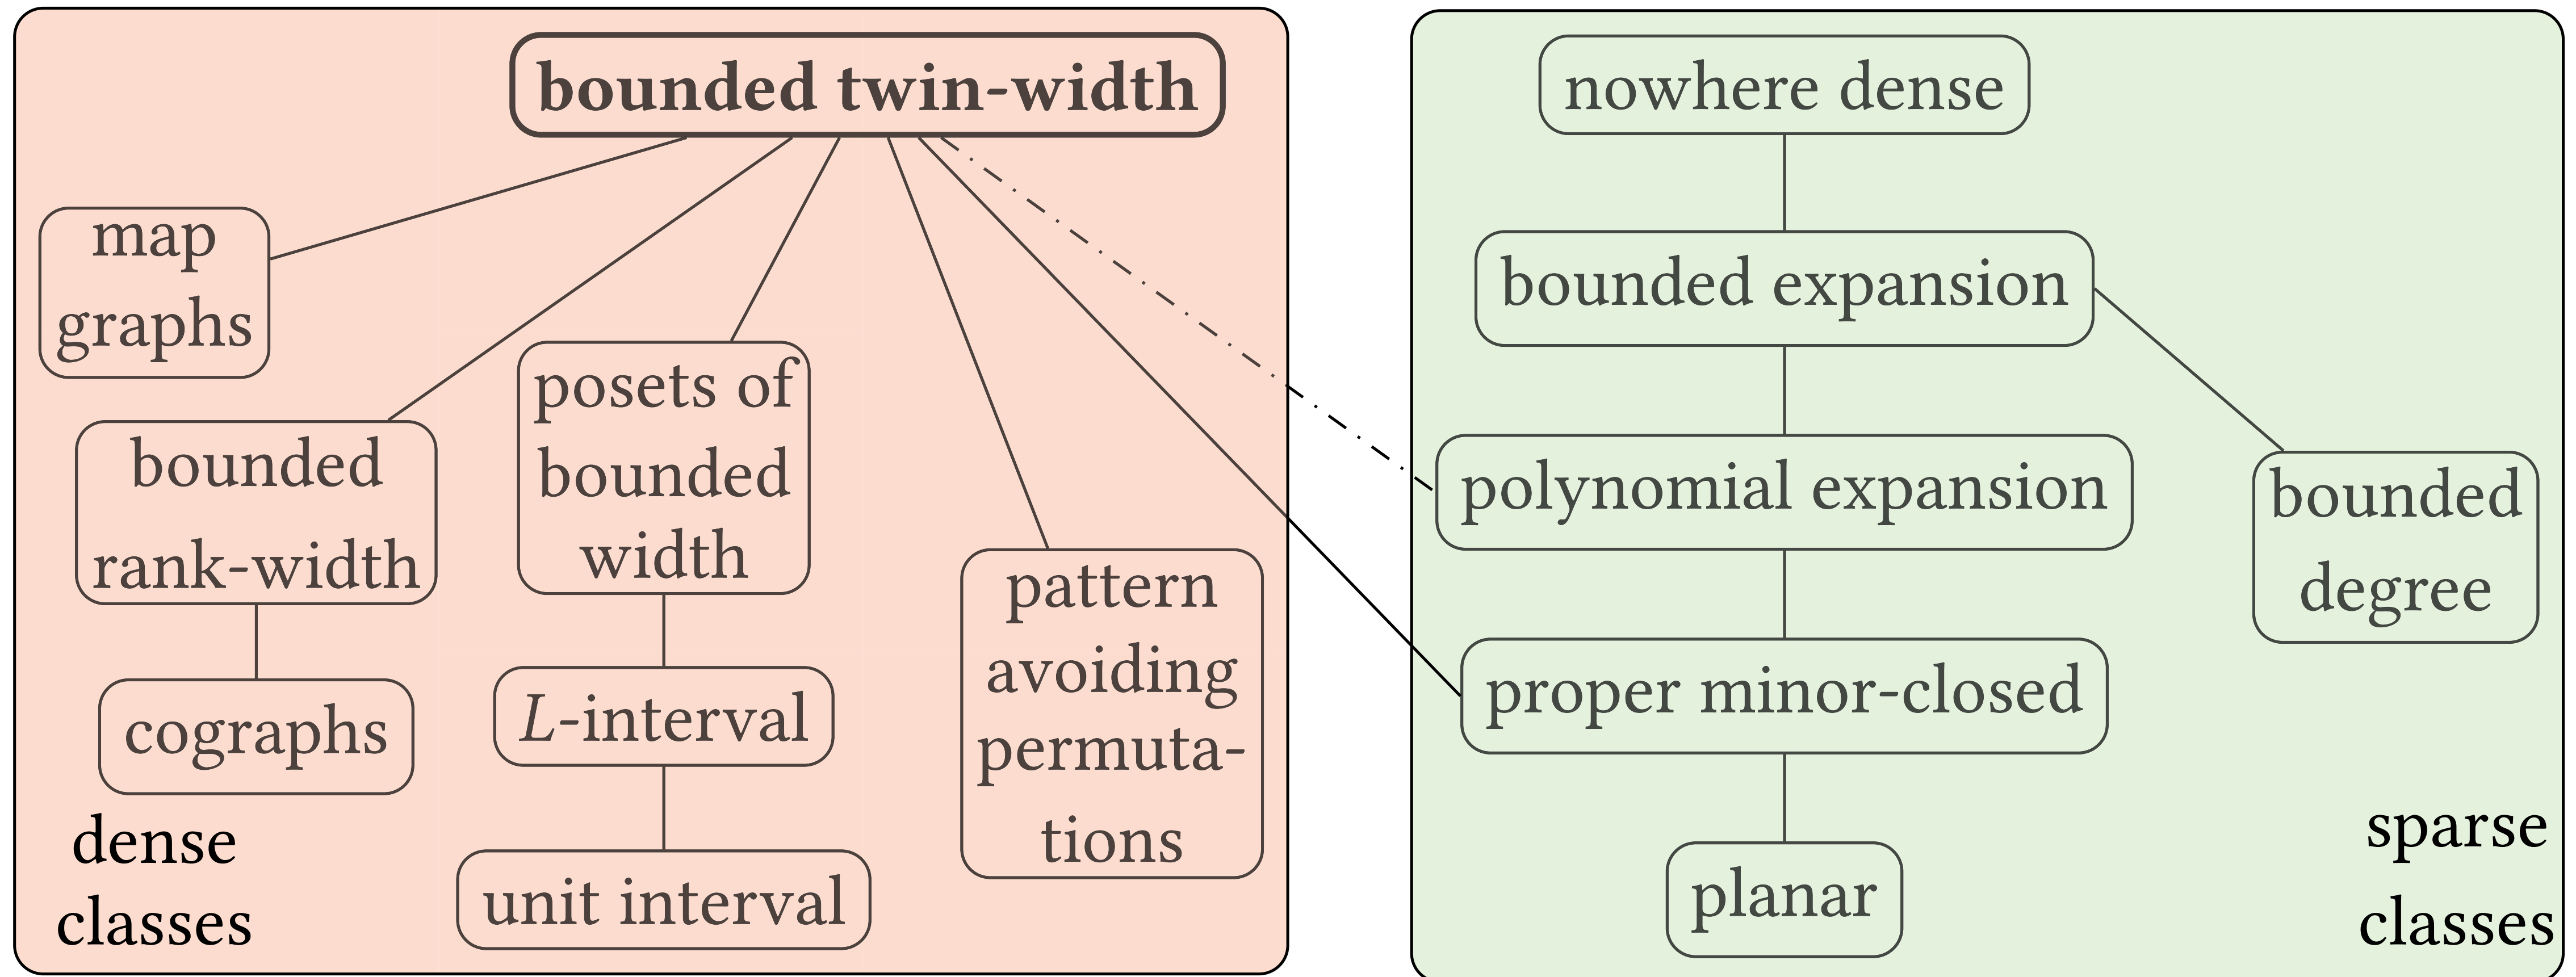 bounded twin-width
map
graphs
bounded
rank-width
cographs
posets of
bounded
width
L-interval
unit interval
pattern
avoiding
permuta-
tions
dense
classes
nowhere dense
bounded expansion
polynomial expansion
bounded
degree
proper minor-closed
planar
sparse
classes